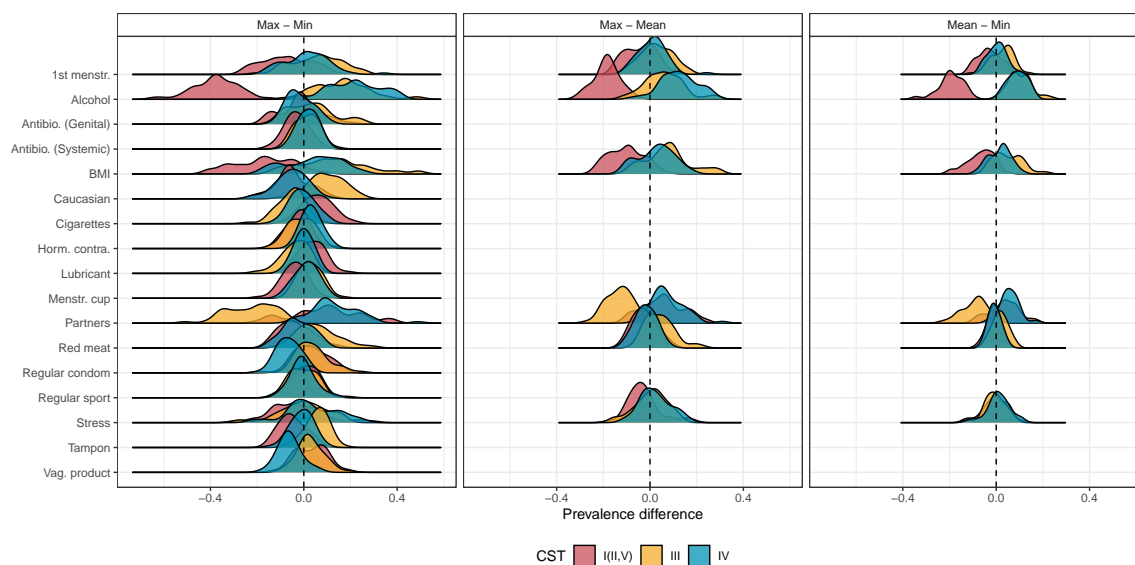 Max − Min
Max − Mean
Mean − Min
1st menstr.
Alcohol
Antibio. (Genital)
Antibio. (Systemic)
BMI
Caucasian
Cigarettes
Horm. contra.
Lubricant
Menstr. cup
Partners
Red meat
Regular condom
Regular sport
Stress
Tampon
Vag. product
−0.4 0.0 0.4
−0.4 0.0 0.4
−0.4 0.0 0.4
Prevalence difference
CST I(II,V) III IV